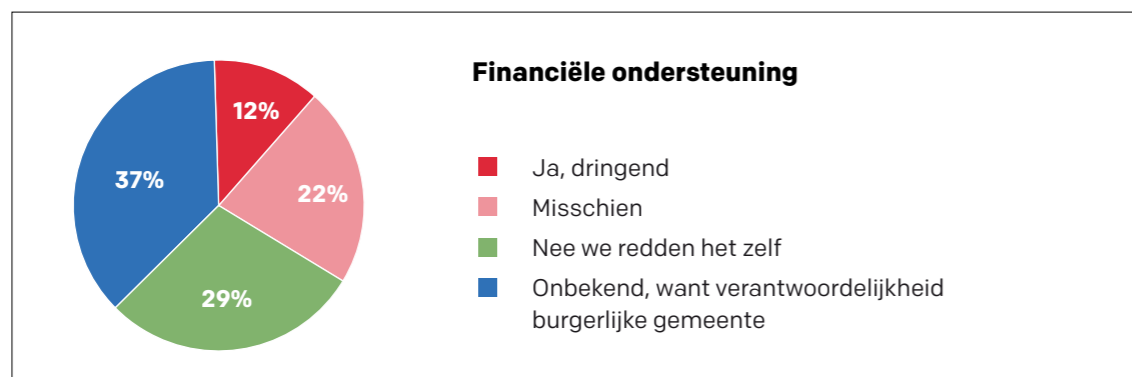 Financiële ondersteuning
12%
22%
29%
37%
Ja, dringend
Misschien
Nee we redden het zelf
Onbekend, want verantwoordelijkheid
burgerlijke gemeente